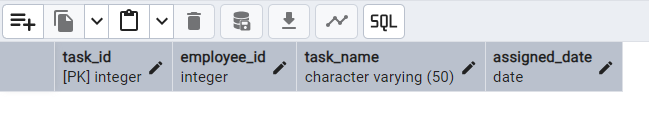 SQL
task_id
[PK] integer
employee_id
integer
task_name
character varying (50)
assigned_date
date